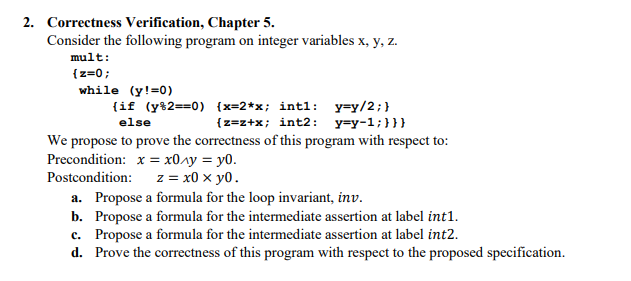 2. Correctness Verification, Chapter 5.
Consider the following program on integer variables x, y, z.
mult:
{z=0;
while (y!=0)
{if (y%2==0) {x=2*x; int1: y=y/2;}
else {z=z+x; int2: y=y-1;}}}
We propose to prove the correctness of this program with respect to:
Precondition: x = x0∧y = y0.
Postcondition: z = x0 × y0.
a. Propose a formula for the loop invariant, inv.
b. Propose a formula for the intermediate assertion at label int1.
c. Propose a formula for the intermediate assertion at label int2.
d. Prove the correctness of this program with respect to the proposed specification.